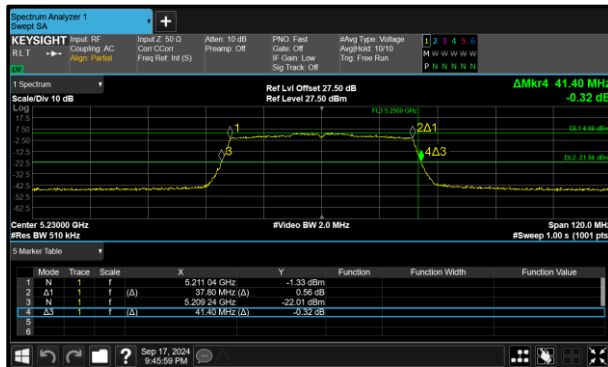 Spectrum Analyzer 1
Swept SA
KEYSIGHT Input: RF Input Z: 50 Ω Atten: 10 dB PNO: Fast #Avg Type: Voltage 1 2 3 4 5 6
RLT Coupling: AC Corr CCorr Preamp: Off Gate: Off Avg|Hold: 10/10 M W W W W W
Align: Partial Freq Ref: Int (S) IF Gain: Low Trig: Free Run
Sig Track: Off P N N N N N
1 Spectrum
Ref Lvl Offset 27.50 dB ΔMkr4 41.40 MHz
Scale/Div 10 dB Ref Level 27.50 dBm -0.32 dB
Log
17.5
7.50
-2.50
-12.5
-22.5
-32.5
-42.5
-52.5
-62.5
1
2Δ1
3
4Δ3
DL1 4.06 dBm
DL2 -21.94 dBm
Center 5.23000 GHz #Video BW 2.0 MHz Span 120.0 MHz
#Res BW 510 kHz #Sweep 1.00 s (1001 pts)
5 Marker Table
Mode Trace Scale X Y Function Function Width Function Value
1 N 1 f 5.211 04 GHz -1.33 dBm
2 Δ1 1 f (Δ) 37.80 MHz (Δ) 0.56 dB
3 N 1 f 5.209 24 GHz -22.01 dBm
4 Δ3 1 f (Δ) 41.40 MHz (Δ) -0.32 dB
5
6
Sep 17, 2024
9:45:59 PM